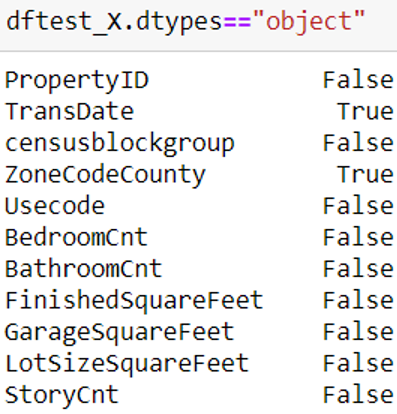 dftest_X.dtypes=="object"
PropertyID False
TransDate True
censusblockgroup False
ZoneCodeCounty True
Usecode False
BedroomCnt False
BathroomCnt False
FinishedSquareFeet False
GarageSquareFeet False
LotSizeSquareFeet False
StoryCnt False